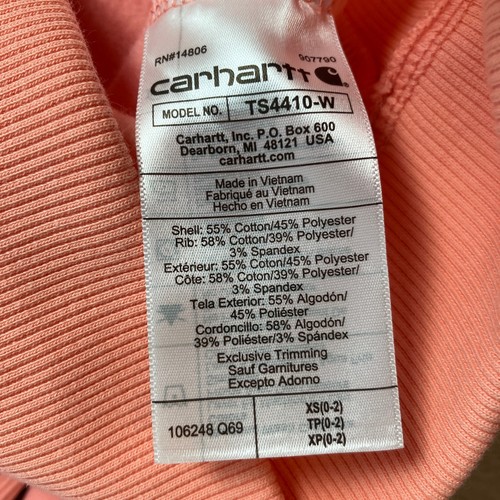 RN#14806
907790
carhartt
MODEL NO. TS4410-W
Carhartt, Inc. P.O. Box 600
Dearborn, MI 48121 USA
carhartt.com
Made in Vietnam
Fabriqué au Vietnam
Hecho en Vietnam
Shell: 55% Cotton/45% Polyester
Rib: 58% Cotton/39% Polyester/
3% Spandex
Extérieur: 55% Coton/45% Polyester
Côte: 58% Coton/39% Polyester/
3% Spandex
Tela Exterior: 55% Algodón/
45% Poliéster
Cordoncillo: 58% Algodón/
39% Poliéster/3% Spándex
Exclusive Trimming
Sauf Garnitures
Excepto Adorno
106248 Q69
XS(0-2)
TP(0-2)
XP(0-2)